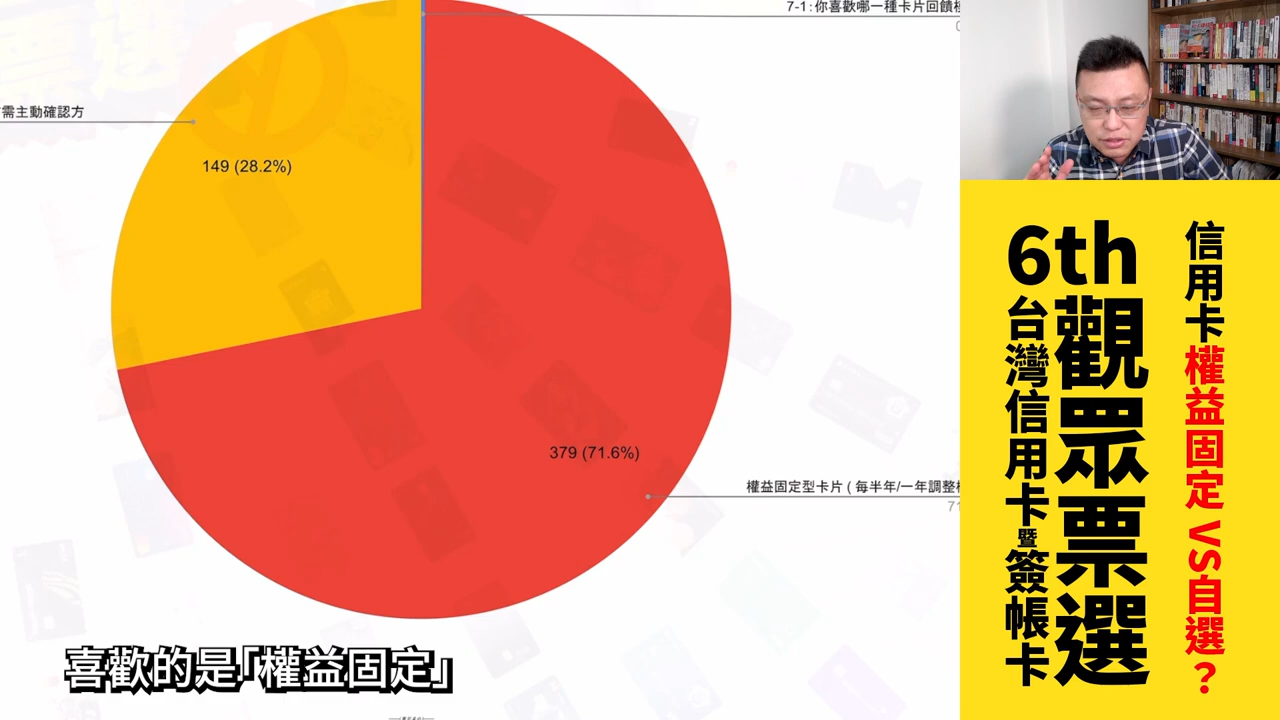 7-1:你喜歡哪一種卡片回饋
需主動確認方
149 (28.2%)
379 (71.6%)
權益固定型卡片 ( 每半年/一年調整
71
喜歡的是「權益固定」
信用卡權益固定 VS自選?
6th觀眾票選
台灣信用卡暨簽帳卡